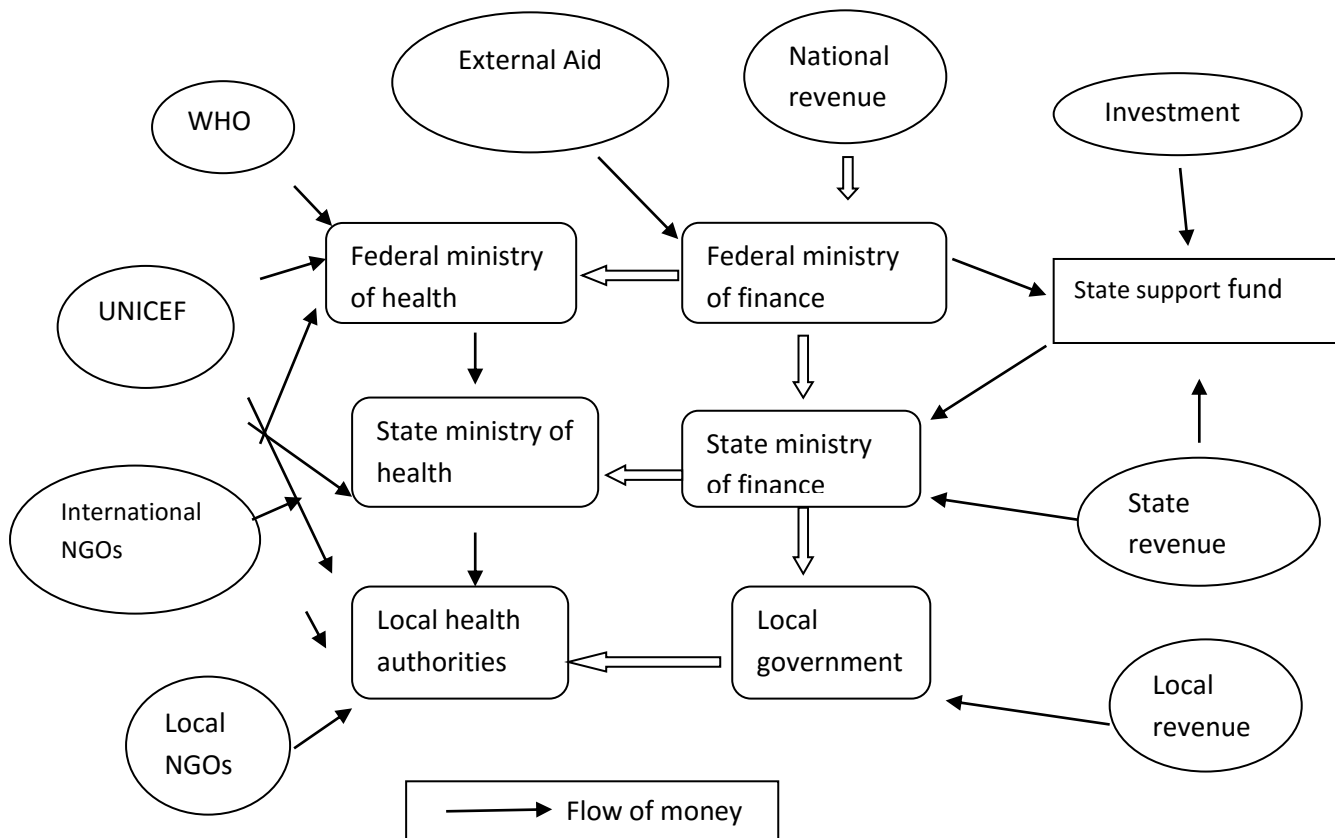 External Aid
National
revenue
WHO
Investment
Federal ministry
of health
Federal ministry
of finance
State support fund
UNICEF
State ministry of
health
State ministry
of finance
International
NGOs
State
revenue
Local health
authorities
Local
government
Local
revenue
Local
NGOs
Flow of money